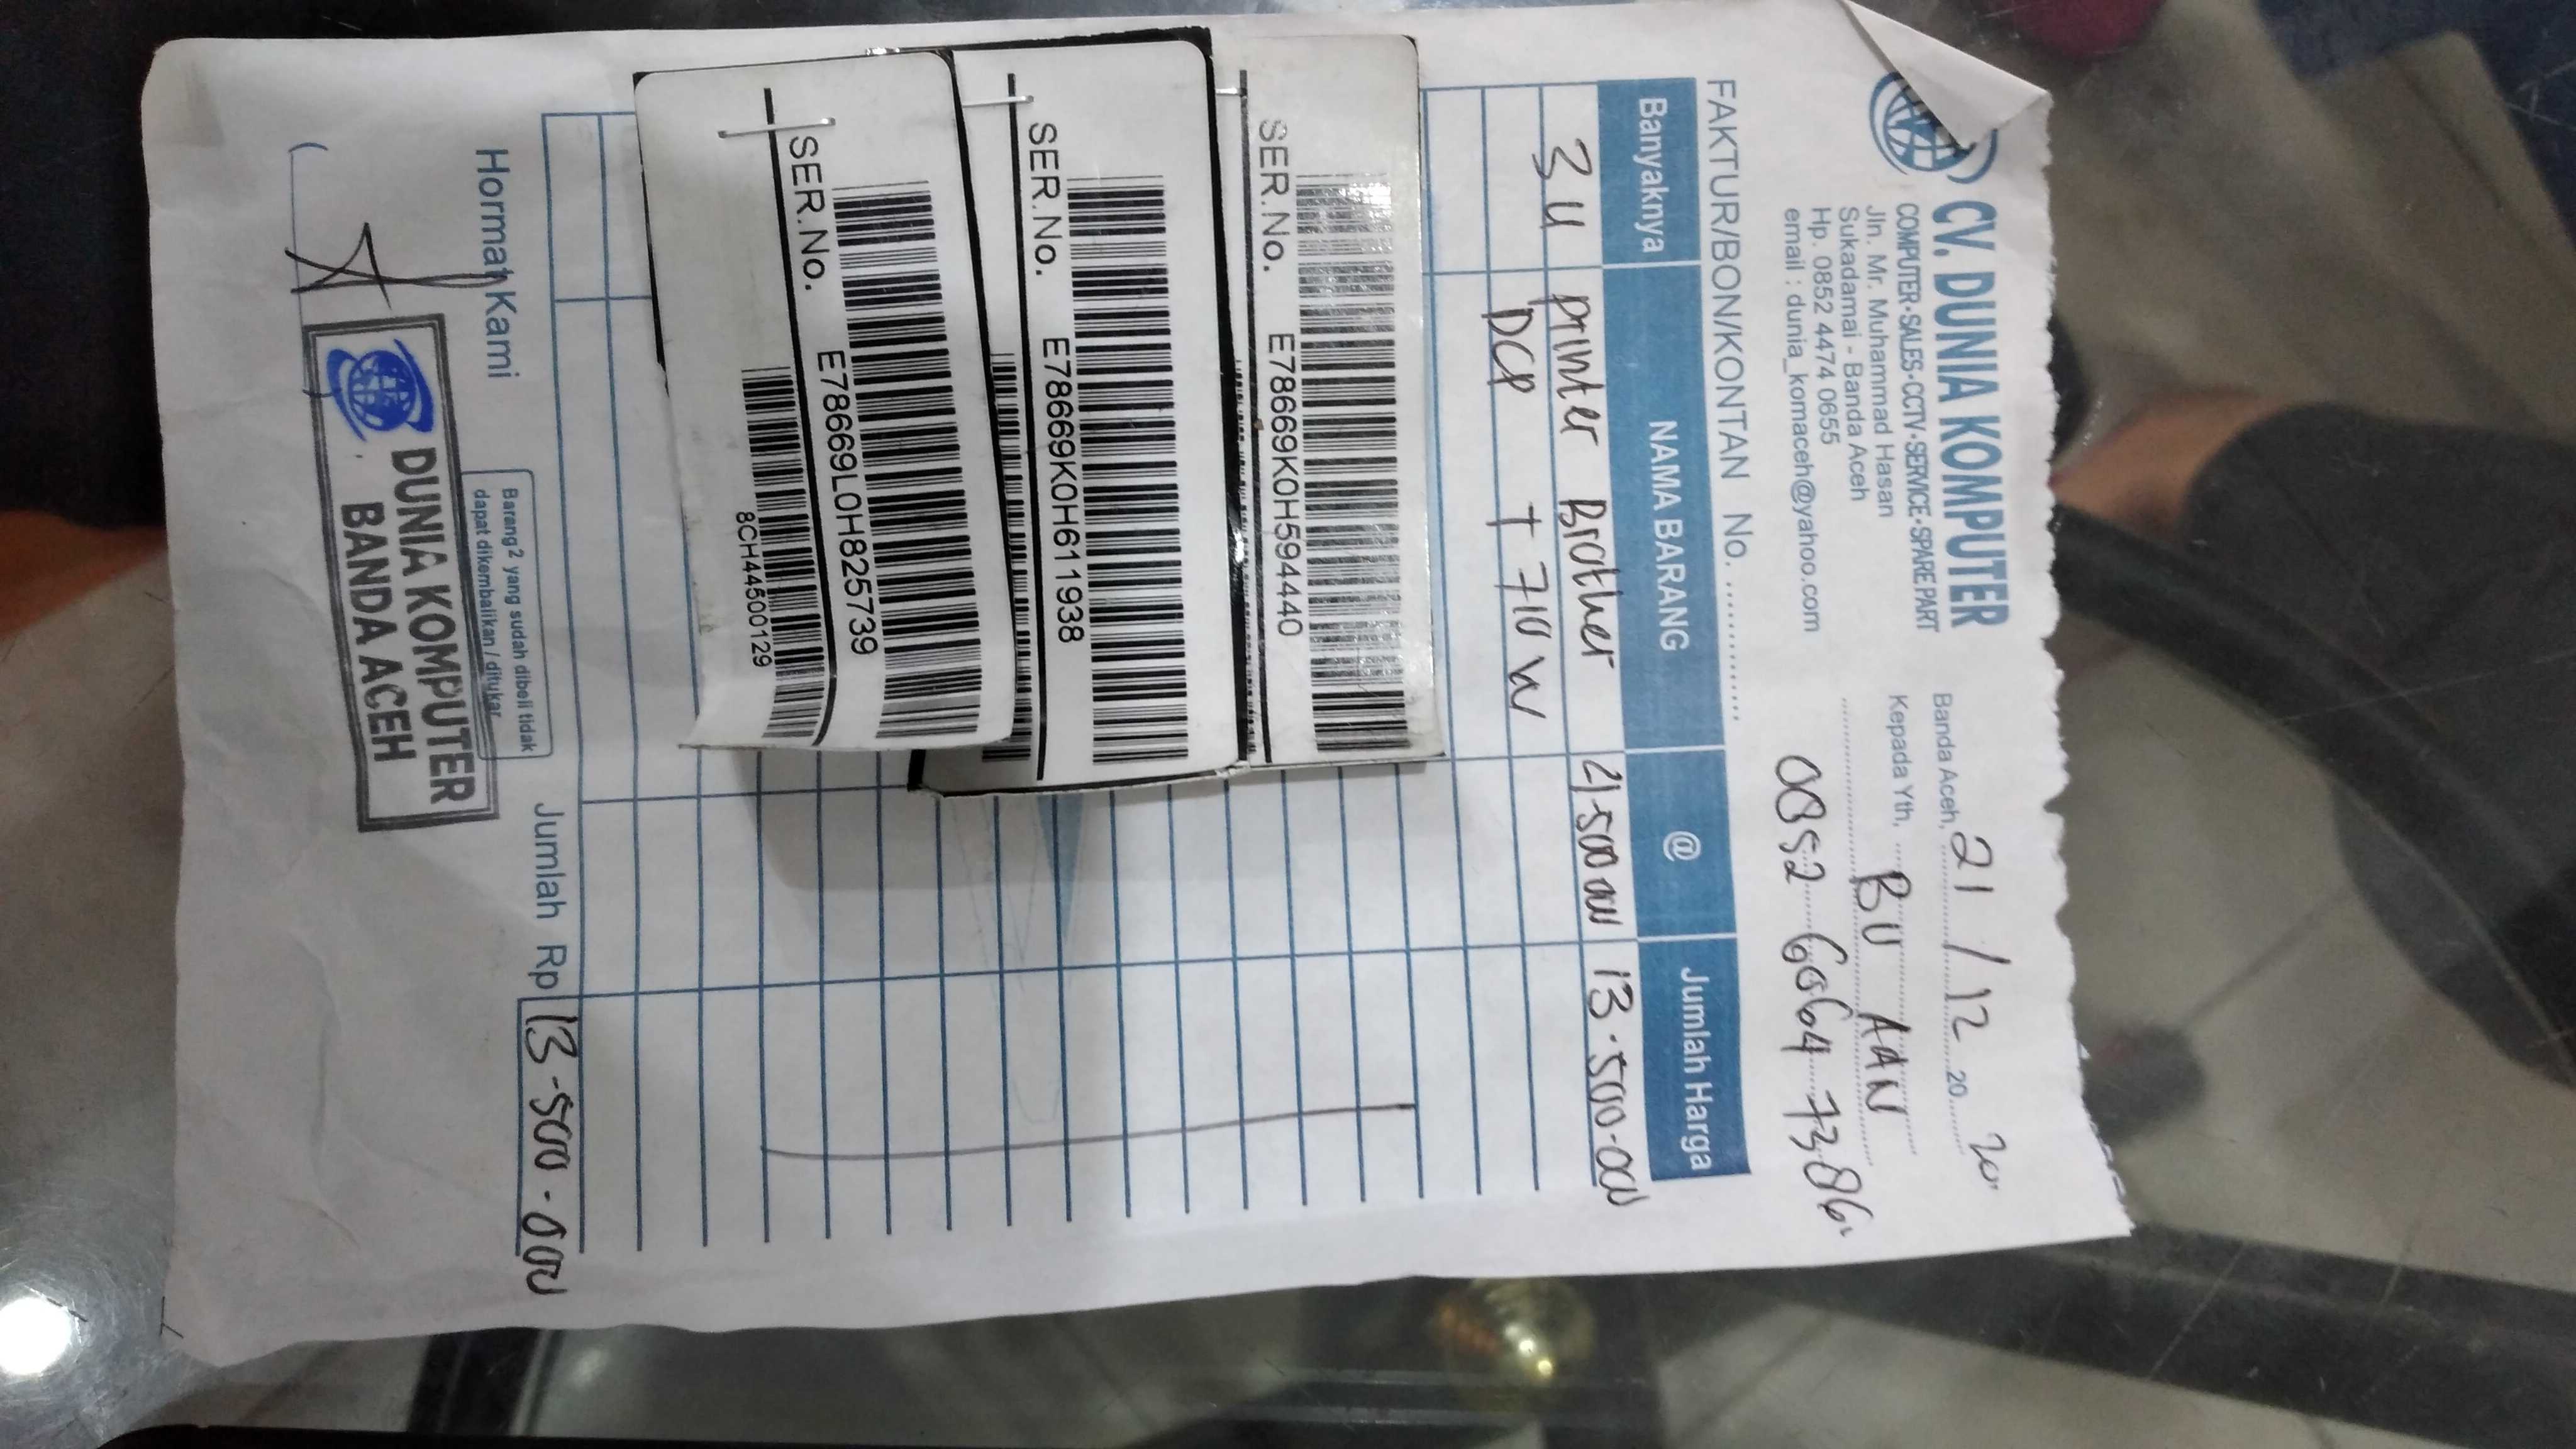 CV. DUNIA KOMPUTER
COMPUTER•SALES•CCTV•SERVICE•SPARE PART
Jln. Mr. Muhammad Hasan
Sukadamai - Banda Aceh
Hp. 0852 4474 0655
email : dunia_komaceh@yahoo.com
Banda Aceh, 21 / 12 20 20
Kepada Yth, BU AAN
0852 6064 7386
FAKTUR/BON/KONTAN No.
Banyaknya NAMA BARANG @ Jumlah Harga
3 U Printer Brother 4.500.000 13.500.000
DCP T 710 W
SER.No. E78669K0H594440
SER.No. E78669K0H611938
SER.No. E78669L0H825739
8CH44500129
Jumlah Rp 13.500.000
Hormat Kami
Barang2 yang sudah dibeli tidak
dapat dikembalikan / ditukar
DUNIA KOMPUTER
BANDA ACEH